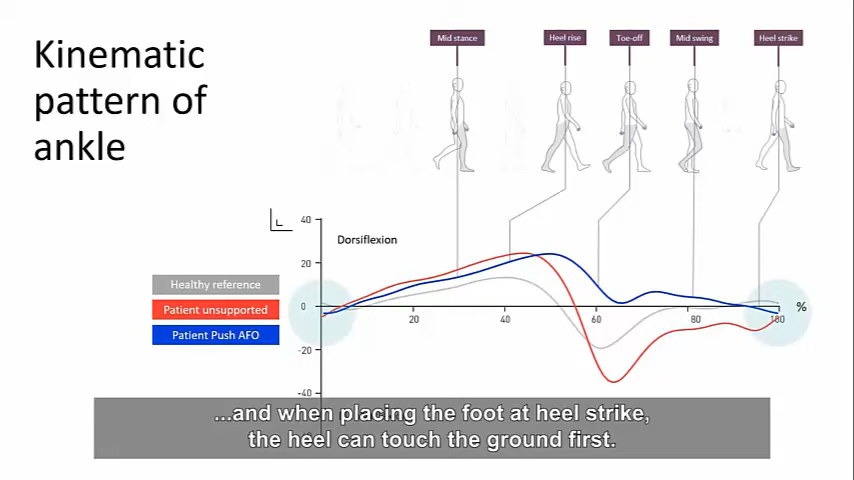 Kinematic
pattern of
ankle
Mid stance
Heel rise
Toe-off
Mid swing
Heel strike
40
Dorsiflexion
20
Healthy reference
0
%
Patient unsupported
20
40
60
80
100
Patient Push AFO
-20
-40
...and when placing the foot at heel strike,
the heel can touch the ground first.